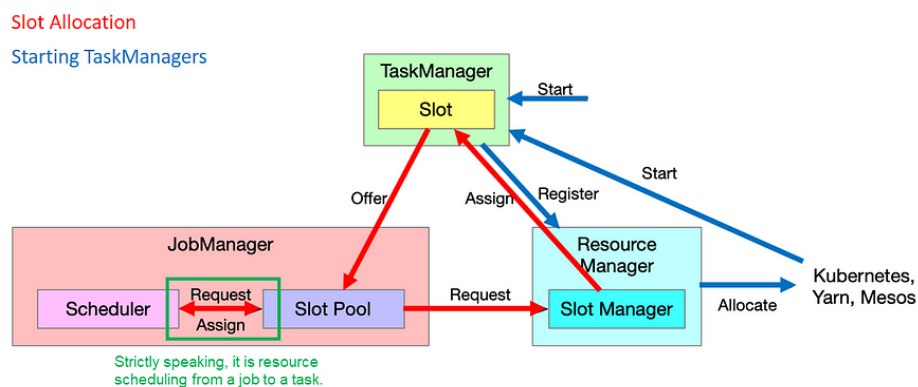 Slot Allocation
Starting TaskManagers
TaskManager
Slot
Start
Start
Offer
Assign
Register
JobManager
Resource
Manager
Scheduler
Request
Assign
Slot Pool
Request
Slot Manager
Allocate
Kubernetes,
Yarn, Mesos
Strictly speaking, it is resource
scheduling from a job to a task.